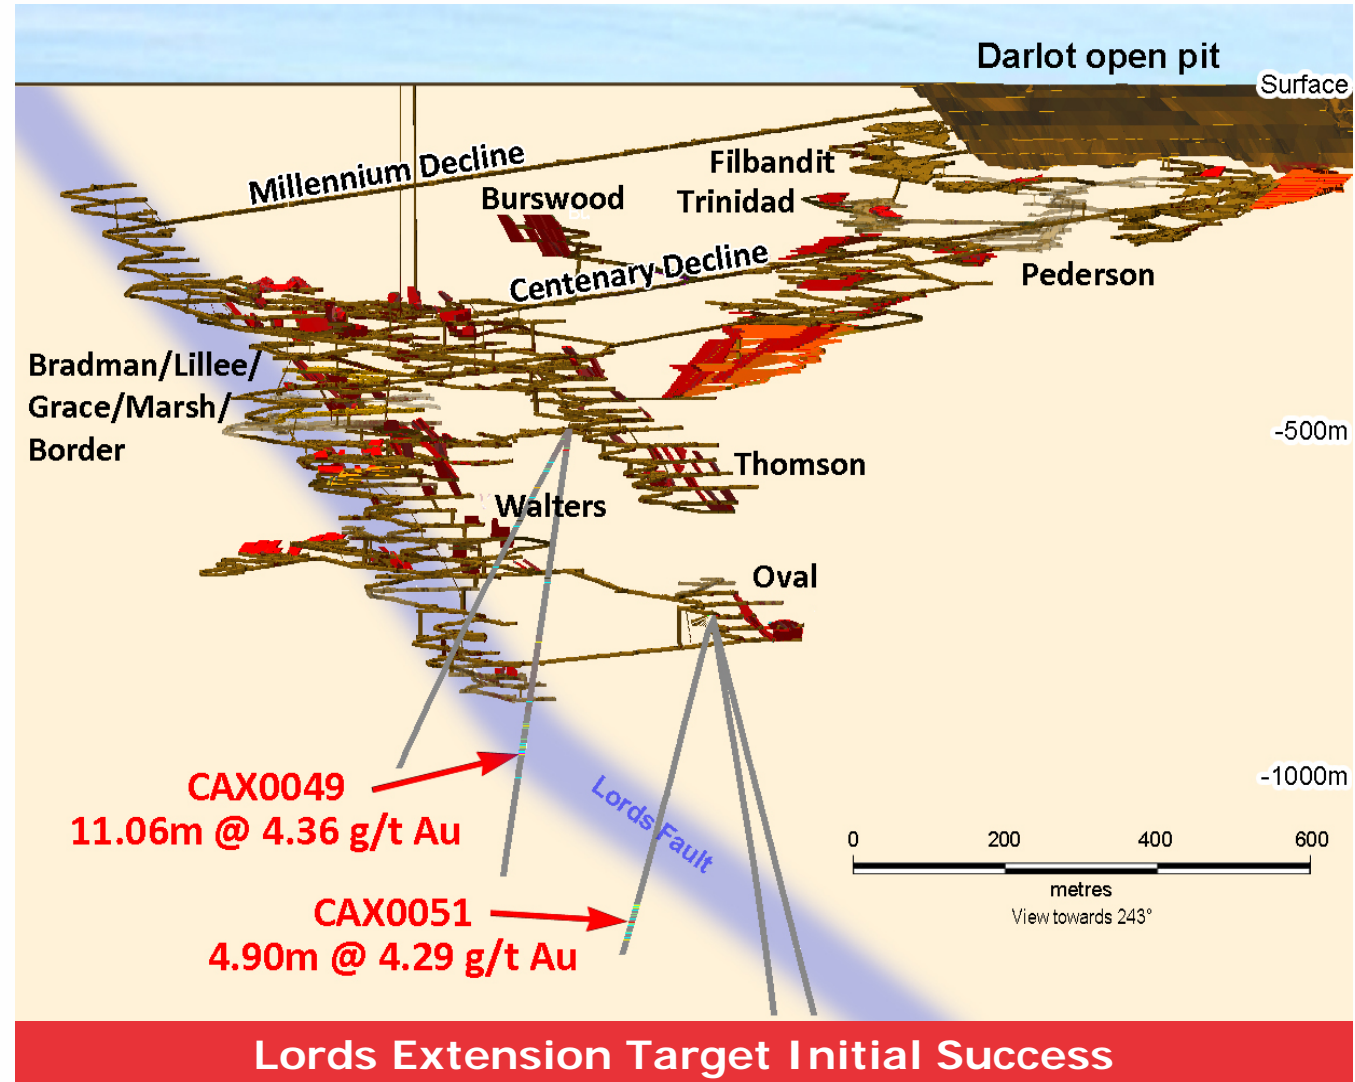 Darlot open pit
Surface
Millennium Decline
Filbandit
Trinidad
Burswood
Centenary Decline
Pederson
Bradman/Lillee/
Grace/Marsh/
Border
-500m
Thomson
Walters
Oval
-1000m
CAX0049
11.06m @ 4.36 g/t Au
Lords Fault
0 200 400 600
metres
View towards 243°
CAX0051
4.90m @ 4.29 g/t Au
Lords Extension Target Initial Success